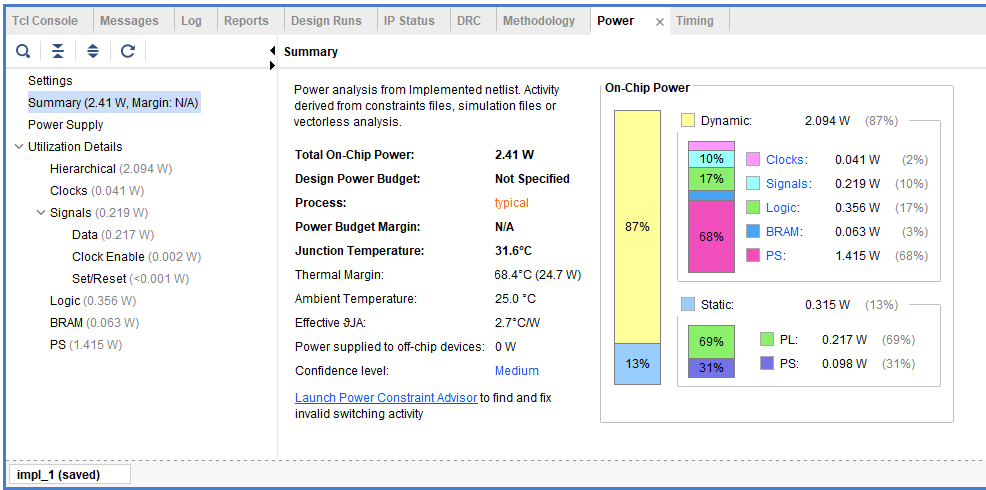 Tcl Console Messages Log Reports Design Runs IP Status DRC Methodology Power × Timing
Settings
Summary (2.41 W, Margin: N/A)
Power Supply
Utilization Details
Hierarchical (2.094 W)
Clocks (0.041 W)
Signals (0.219 W)
Data (0.217 W)
Clock Enable (0.002 W)
Set/Reset (<0.001 W)
Logic (0.356 W)
BRAM (0.063 W)
PS (1.415 W)
Summary
Power analysis from Implemented netlist. Activity
derived from constraints files, simulation files or
vectorless analysis.
Total On-Chip Power: 2.41 W
Design Power Budget: Not Specified
Process: typical
Power Budget Margin: N/A
Junction Temperature: 31.6°C
Thermal Margin: 68.4°C (24.7 W)
Ambient Temperature: 25.0 °C
Effective ϑJA: 2.7°C/W
Power supplied to off-chip devices: 0 W
Confidence level: Medium
Launch Power Constraint Advisor to find and fix
invalid switching activity
On-Chip Power
87%
13%
Dynamic: 2.094 W (87%)
10%
17%
68%
Clocks: 0.041 W (2%)
Signals: 0.219 W (10%)
Logic: 0.356 W (17%)
BRAM: 0.063 W (3%)
PS: 1.415 W (68%)
Static: 0.315 W (13%)
69%
31%
PL: 0.217 W (69%)
PS: 0.098 W (31%)
impl_1 (saved)